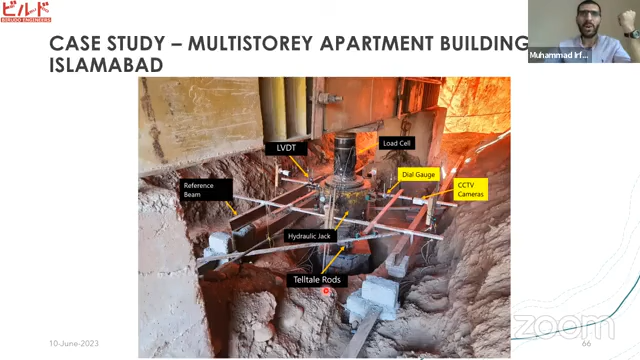 ビルド
BIRUDO ENGINEERS
CASE STUDY – MULTISTOREY APARTMENT BUILDING
ISLAMABAD
Muhammad Irf...
LVDT
Load Cell
Dial Gauge
Reference
Beam
CCTV
Cameras
Hydraulic Jack
Telltale Rods
10-June-2023
zoom
66